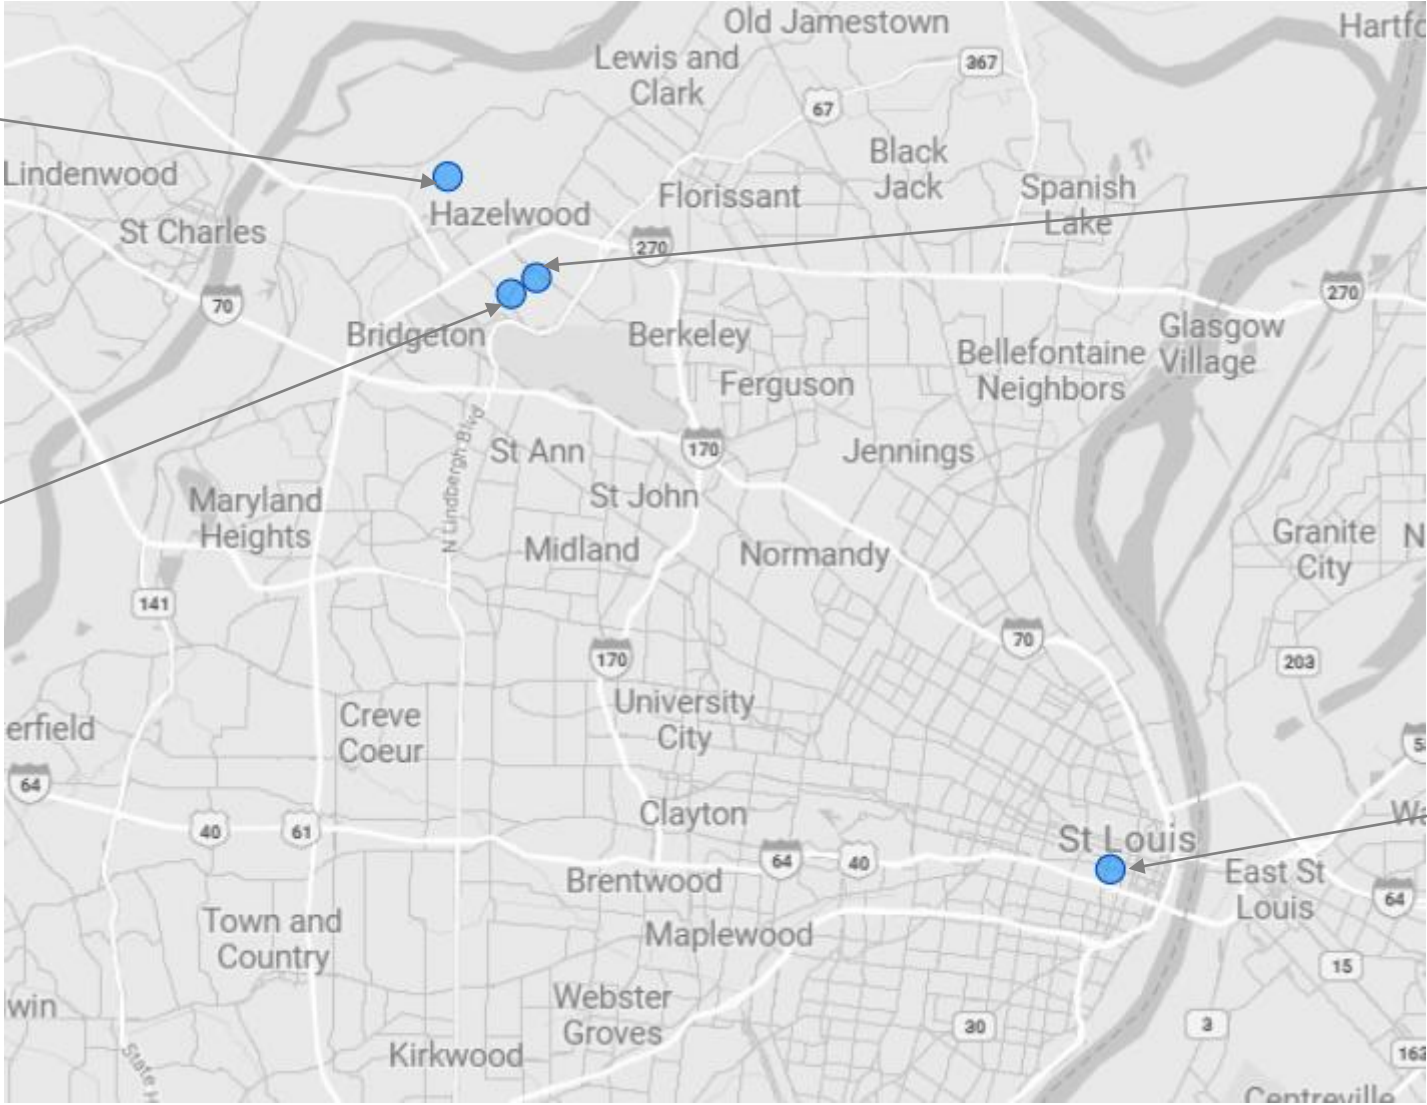 Old Jamestown
Hartfo
Lewis and
Clark
367
67
Black
Jack
Lindenwood
Florissant
Spanish
Lake
Hazelwood
St Charles
270
70
270
Bridgeton
Berkeley
Glasgow
Village
Bellefontaine
Neighbors
Ferguson
N Lindbergh Blvd
St Ann
170
Jennings
Maryland
Heights
St John
Midland
Normandy
Granite
City
N
141
70
170
203
University
City
Creve
Coeur
erfield
64
Clayton
40
61
64
40
St Louis
Wa
Brentwood
East St
Louis
64
Town and
Country
Maplewood
15
win
Webster
Groves
30
3
Kirkwood
State H
163
Centreville